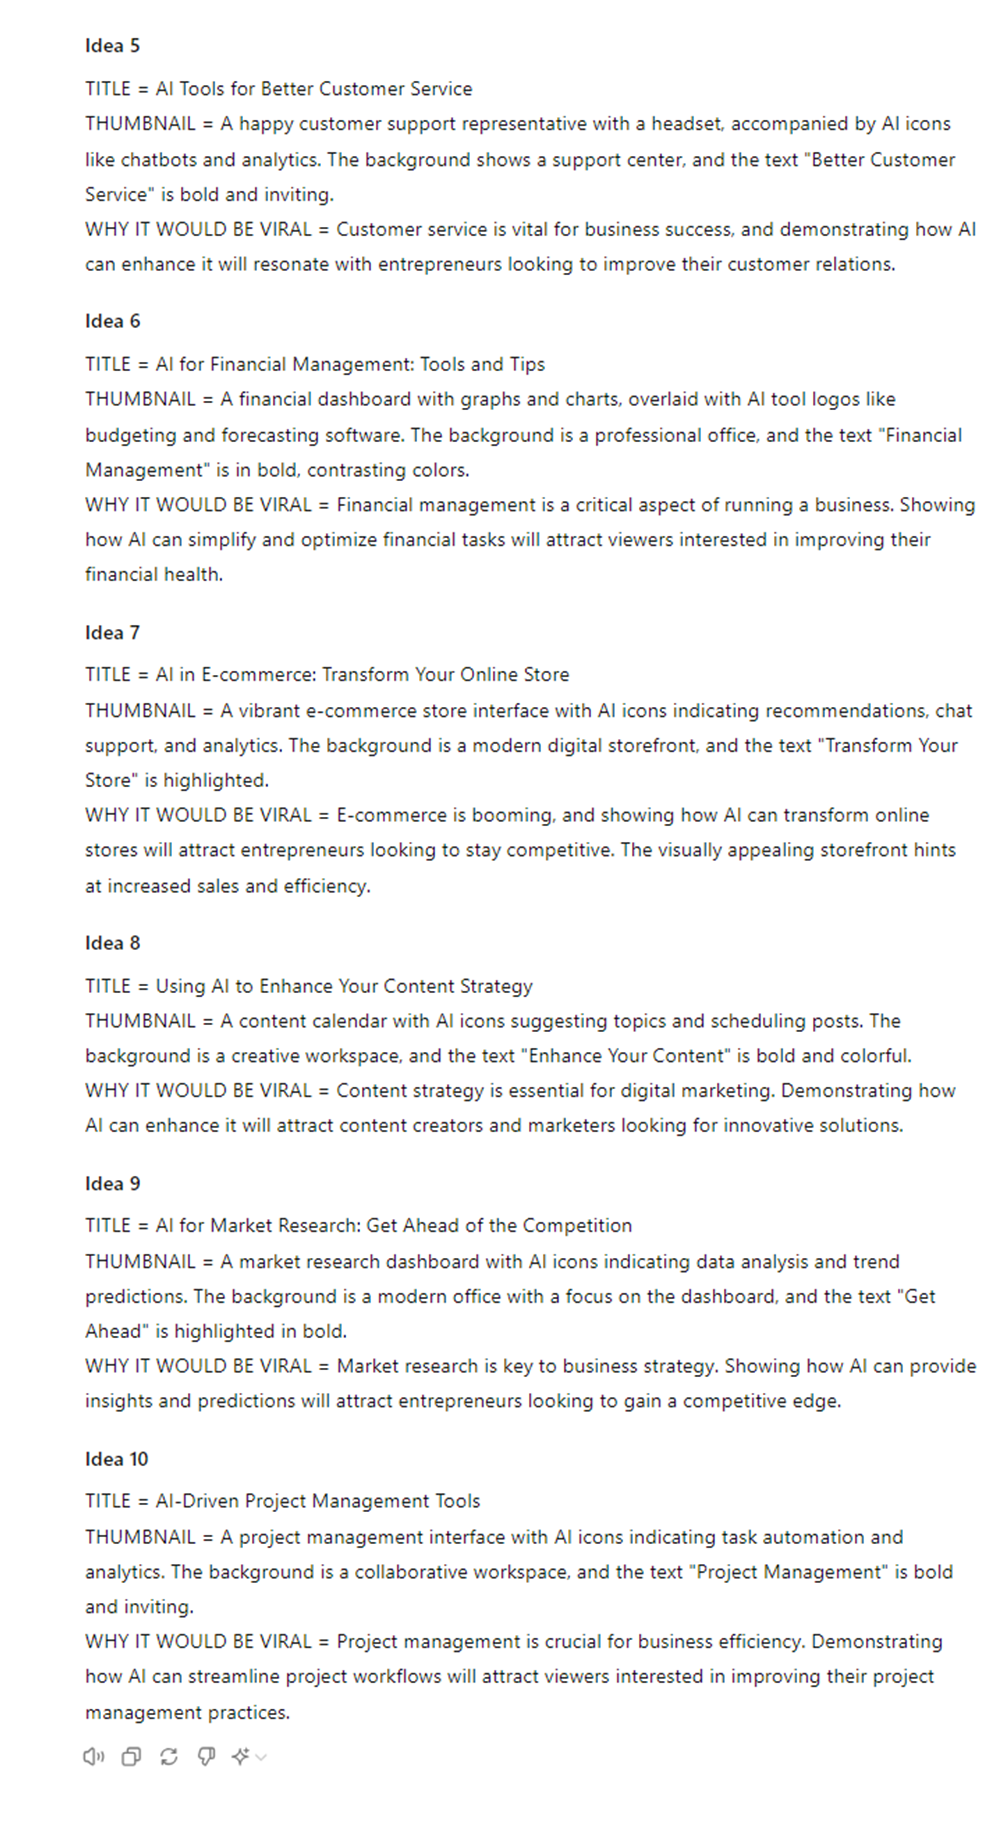 Idea 5
TITLE = AI Tools for Better Customer Service
THUMBNAIL = A happy customer support representative with a headset, accompanied by AI icons
like chatbots and analytics. The background shows a support center, and the text "Better Customer
Service" is bold and inviting.
WHY IT WOULD BE VIRAL = Customer service is vital for business success, and demonstrating how AI
can enhance it will resonate with entrepreneurs looking to improve their customer relations.
Idea 6
TITLE = AI for Financial Management: Tools and Tips
THUMBNAIL = A financial dashboard with graphs and charts, overlaid with AI tool logos like
budgeting and forecasting software. The background is a professional office, and the text "Financial
Management" is in bold, contrasting colors.
WHY IT WOULD BE VIRAL = Financial management is a critical aspect of running a business. Showing
how AI can simplify and optimize financial tasks will attract viewers interested in improving their
financial health.
Idea 7
TITLE = AI in E-commerce: Transform Your Online Store
THUMBNAIL = A vibrant e-commerce store interface with AI icons indicating recommendations, chat
support, and analytics. The background is a modern digital storefront, and the text "Transform Your
Store" is highlighted.
WHY IT WOULD BE VIRAL = E-commerce is booming, and showing how AI can transform online
stores will attract entrepreneurs looking to stay competitive. The visually appealing storefront hints
at increased sales and efficiency.
Idea 8
TITLE = Using AI to Enhance Your Content Strategy
THUMBNAIL = A content calendar with AI icons suggesting topics and scheduling posts. The
background is a creative workspace, and the text "Enhance Your Content" is bold and colorful.
WHY IT WOULD BE VIRAL = Content strategy is essential for digital marketing. Demonstrating how
AI can enhance it will attract content creators and marketers looking for innovative solutions.
Idea 9
TITLE = AI for Market Research: Get Ahead of the Competition
THUMBNAIL = A market research dashboard with AI icons indicating data analysis and trend
predictions. The background is a modern office with a focus on the dashboard, and the text "Get
Ahead" is highlighted in bold.
WHY IT WOULD BE VIRAL = Market research is key to business strategy. Showing how AI can provide
insights and predictions will attract entrepreneurs looking to gain a competitive edge.
Idea 10
TITLE = AI-Driven Project Management Tools
THUMBNAIL = A project management interface with AI icons indicating task automation and
analytics. The background is a collaborative workspace, and the text "Project Management" is bold
and inviting.
WHY IT WOULD BE VIRAL = Project management is crucial for business efficiency. Demonstrating
how AI can streamline project workflows will attract viewers interested in improving their project
management practices.